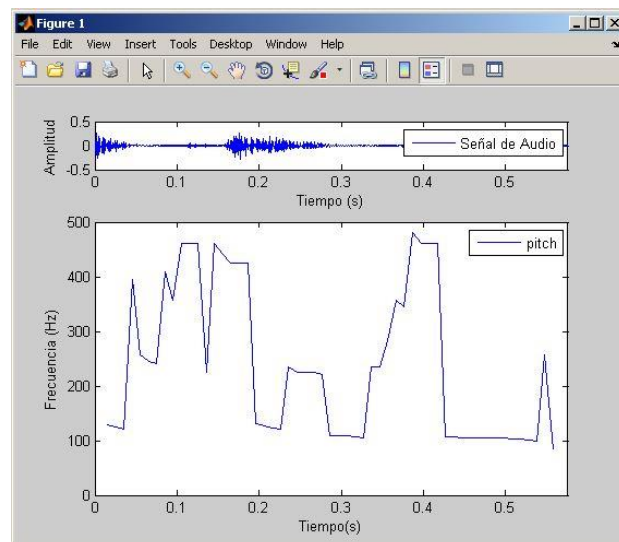 Figure 1
File Edit View Insert Tools Desktop Window Help
0.5
0
-0.5
Amplitud
Señal de Audio
0 0.1 0.2 0.3 0.4 0.5
Tiempo (s)
500
400
300
200
100
0
Frecuencia (Hz)
pitch
0 0.1 0.2 0.3 0.4 0.5
Tiempo(s)